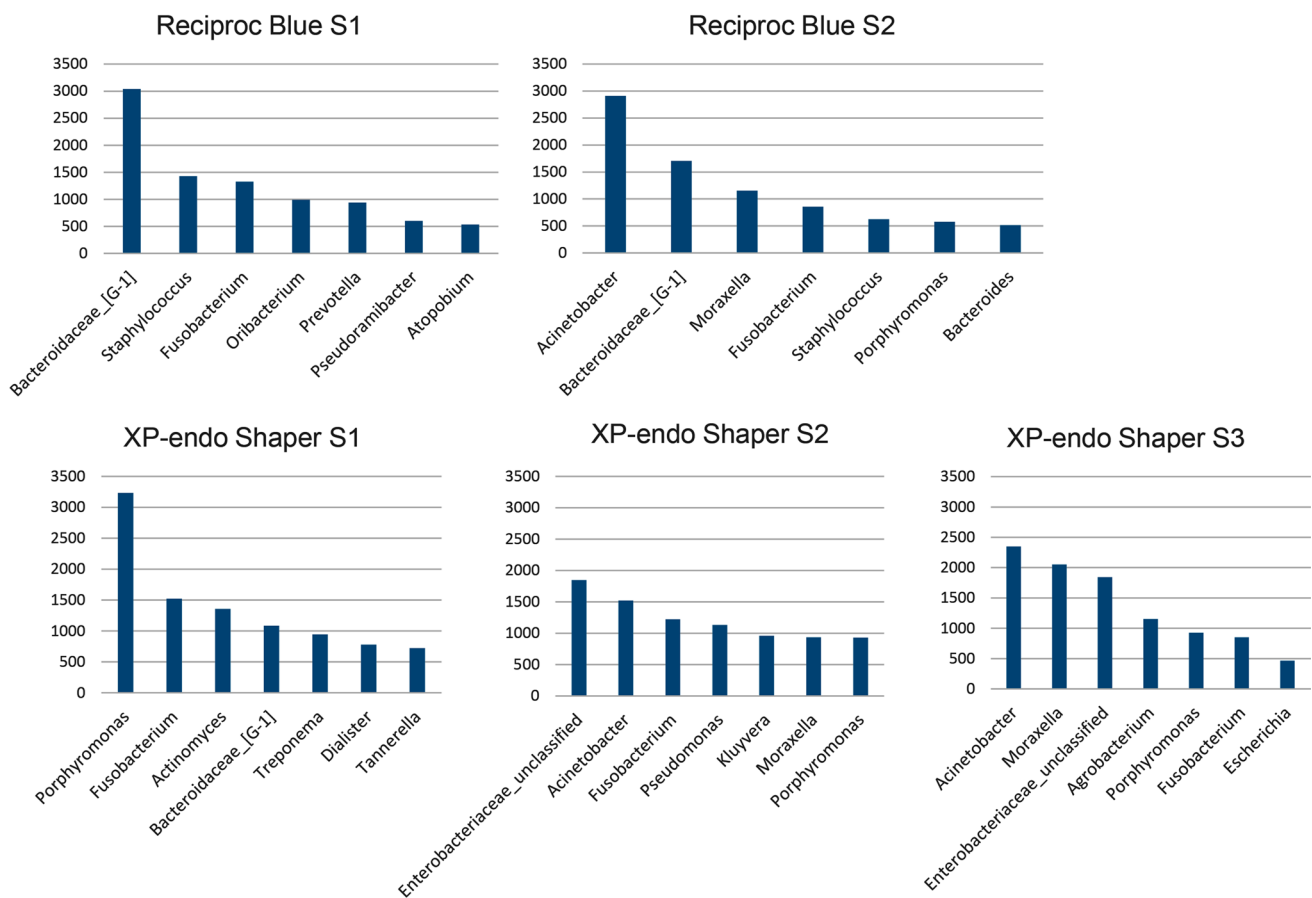 Reciproc Blue S1
3500
3000
2500
2000
1500
1000
500
0
Bacteroidaceae_[G-1]
Staphylococcus
Fusobacterium
Oribacterium
Prevotella
Pseudoramibacter
Atopobium
Reciproc Blue S2
3500
3000
2500
2000
1500
1000
500
0
Acinetobacter
Bacteroidaceae_[G-1]
Moraxella
Fusobacterium
Staphylococcus
Porphyromonas
Bacteroides
XP-endo Shaper S1
3500
3000
2500
2000
1500
1000
500
0
Porphyromonas
Fusobacterium
Actinomyces
Bacteroidaceae_[G-1]
Treponema
Dialister
Tannerella
XP-endo Shaper S2
3500
3000
2500
2000
1500
1000
500
0
Enterobacteriaceae_unclassified
Acinetobacter
Fusobacterium
Pseudomonas
Kluyvera
Moraxella
Porphyromonas
XP-endo Shaper S3
3500
3000
2500
2000
1500
1000
500
0
Acinetobacter
Moraxella
Enterobacteriaceae_unclassified
Agrobacterium
Porphyromonas
Fusobacterium
Escherichia